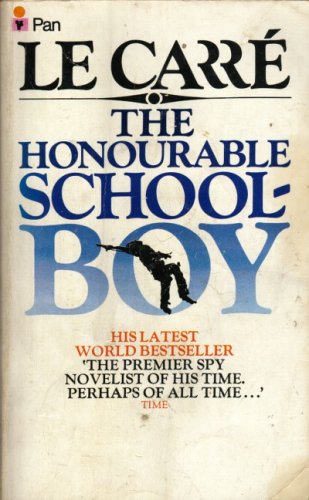 Pan
LE CARRÉ
THE
HONOURABLE
SCHOOL-
BOY
HIS LATEST
WORLD BESTSELLER
'THE PREMIER SPY
NOVELIST OF HIS TIME.
PERHAPS OF ALL TIME...'
TIME